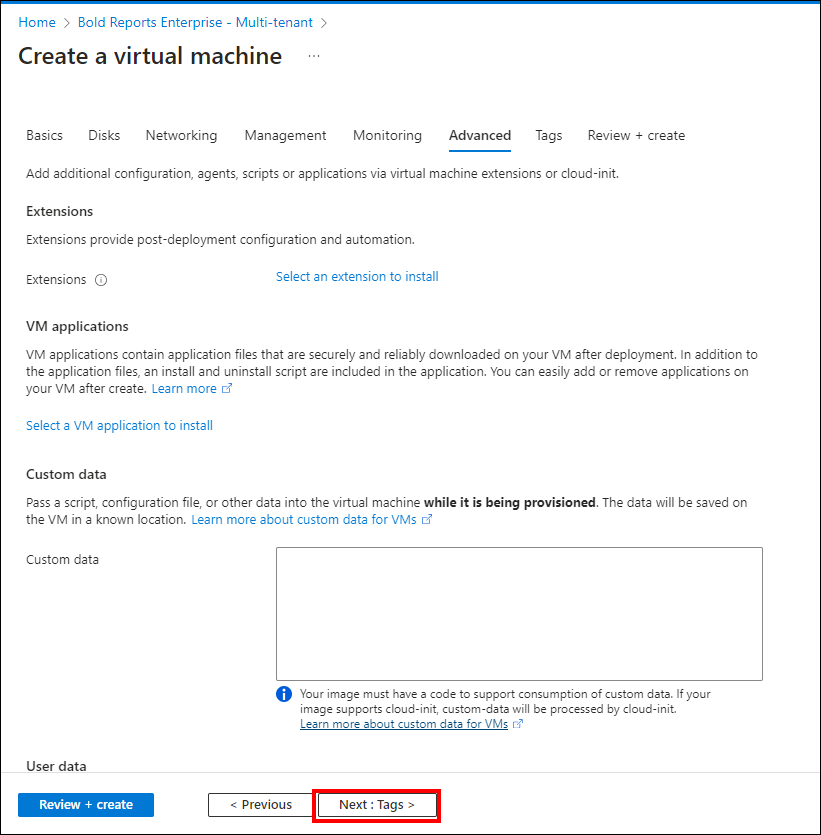 Home > Bold Reports Enterprise - Multi-tenant >
Create a virtual machine ...
Basics Disks Networking Management Monitoring Advanced Tags Review + create
Add additional configuration, agents, scripts or applications via virtual machine extensions or cloud-init.
Extensions
Extensions provide post-deployment configuration and automation.
Extensions Select an extension to install
VM applications
VM applications contain application files that are securely and reliably downloaded on your VM after deployment. In addition to
the application files, an install and uninstall script are included in the application. You can easily add or remove applications on
your VM after create. Learn more
Select a VM application to install
Custom data
Pass a script, configuration file, or other data into the virtual machine while it is being provisioned. The data will be saved on
the VM in a known location. Learn more about custom data for VMs
Custom data
Your image must have a code to support consumption of custom data. If your
image supports cloud-init, custom-data will be processed by cloud-init.
Learn more about custom data for VMs
User data
Review + create < Previous Next : Tags >